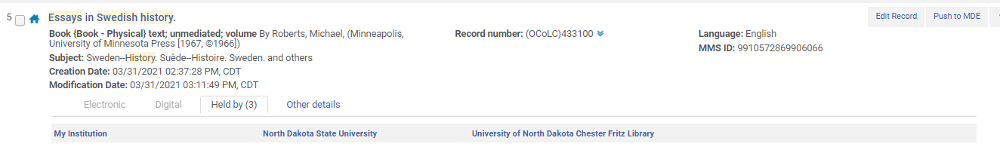 5 Essays in Swedish history. Edit Record Push to MDE
Book {Book - Physical} text; unmediated; volume By Roberts, Michael, (Minneapolis, Record number: (OCoLC)433100 Language: English
University of Minnesota Press [1967, ©1966]) MMS ID: 9910572869906066
Subject: Sweden--History. Suède--Histoire. Sweden. and others
Creation Date: 03/31/2021 02:37:28 PM, CDT
Modification Date: 03/31/2021 03:11:49 PM, CDT
Electronic Digital Held by (3) Other details
My Institution North Dakota State University University of North Dakota Chester Fritz Library